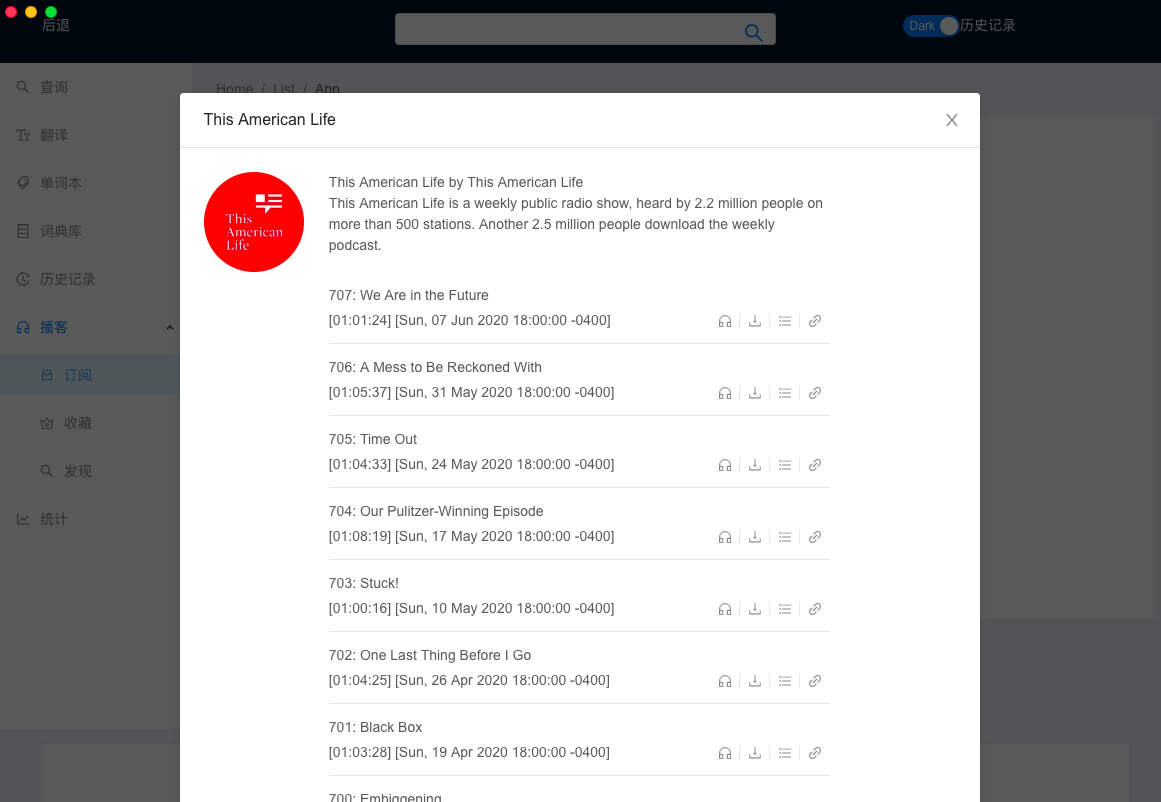 后退
Dark
历史记录
查询
翻译
单词本
词典库
历史记录
播客
订阅
收藏
发现
统计
Home / List / App
This American Life
This
American
Life
This American Life by This American Life
This American Life is a weekly public radio show, heard by 2.2 million people on
more than 500 stations. Another 2.5 million people download the weekly
podcast.
707: We Are in the Future
[01:01:24] [Sun, 07 Jun 2020 18:00:00 -0400]
706: A Mess to Be Reckoned With
[01:05:37] [Sun, 31 May 2020 18:00:00 -0400]
705: Time Out
[01:04:33] [Sun, 24 May 2020 18:00:00 -0400]
704: Our Pulitzer-Winning Episode
[01:08:19] [Sun, 17 May 2020 18:00:00 -0400]
703: Stuck!
[01:00:16] [Sun, 10 May 2020 18:00:00 -0400]
702: One Last Thing Before I Go
[01:04:25] [Sun, 26 Apr 2020 18:00:00 -0400]
701: Black Box
[01:03:28] [Sun, 19 Apr 2020 18:00:00 -0400]
700: Embiggening